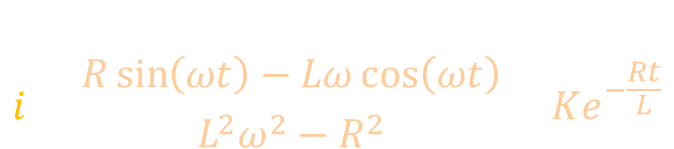 i R sin(ωt) − Lω cos(ωt) / L²ω² − R² Ke^(−Rt/L)